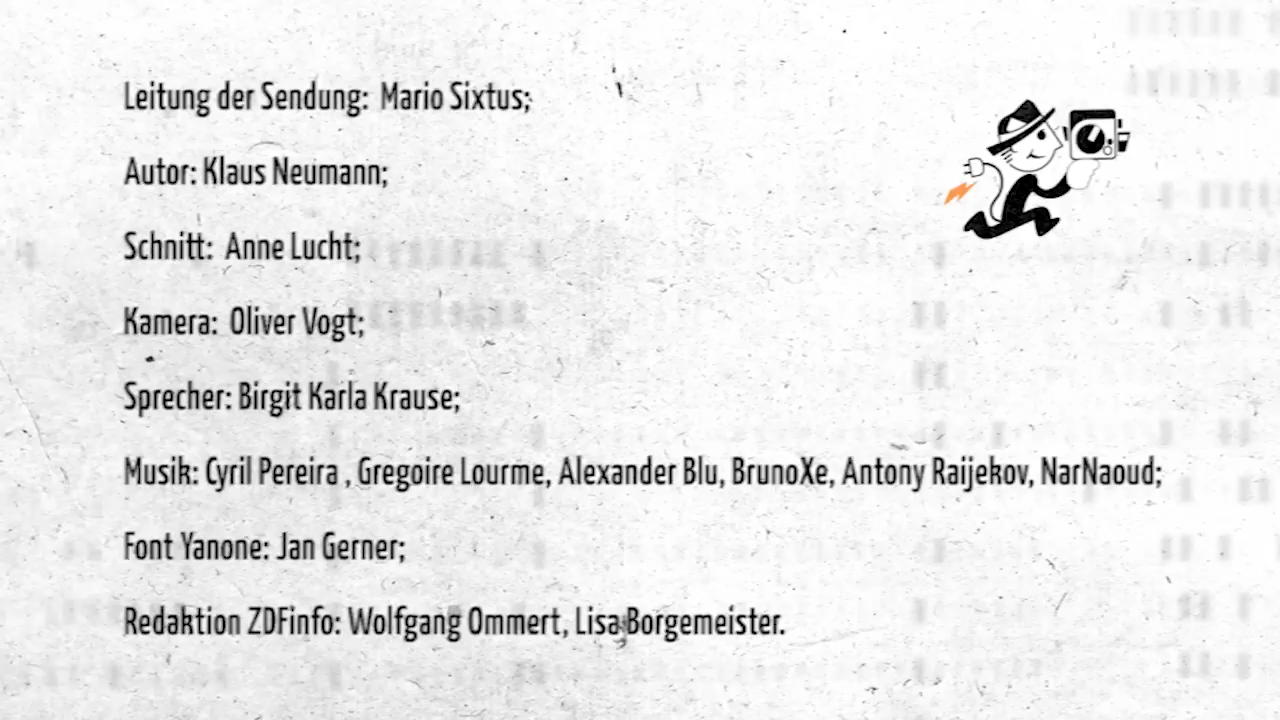 Leitung der Sendung: Mario Sixtus;
Autor: Klaus Neumann;
Schnitt: Anne Lucht;
Kamera: Oliver Vogt;
Sprecher: Birgit Karla Krause;
Musik: Cyril Pereira , Gregoire Lourme, Alexander Blu, BrunoXe, Antony Raijekov, NarNaoud;
Font Yanone: Jan Gerner;
Redaktion ZDFinfo: Wolfgang Ommert, Lisa Borgemeister.